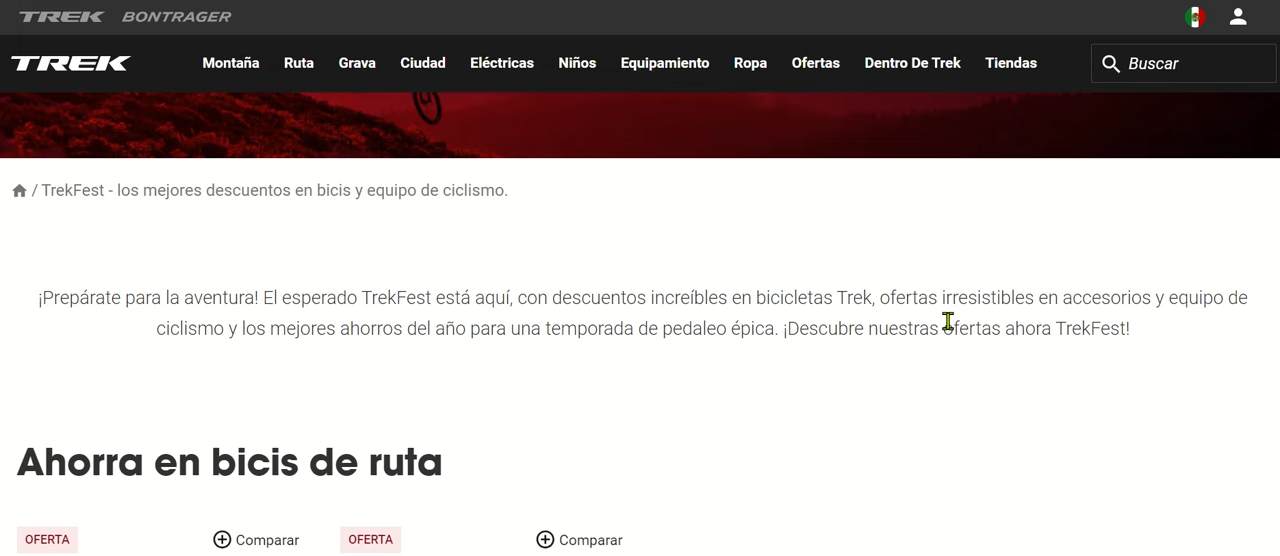 TREK BONTRAGER
TREK Montaña Ruta Grava Ciudad Eléctricas Niños Equipamiento Ropa Ofertas Dentro De Trek Tiendas Buscar
/ TrekFest - los mejores descuentos en bicis y equipo de ciclismo.
¡Prepárate para la aventura! El esperado TrekFest está aquí, con descuentos increíbles en bicicletas Trek, ofertas irresistibles en accesorios y equipo de
ciclismo y los mejores ahorros del año para una temporada de pedaleo épica. ¡Descubre nuestras ofertas ahora TrekFest!
Ahorra en bicis de ruta
OFERTA Comparar OFERTA Comparar